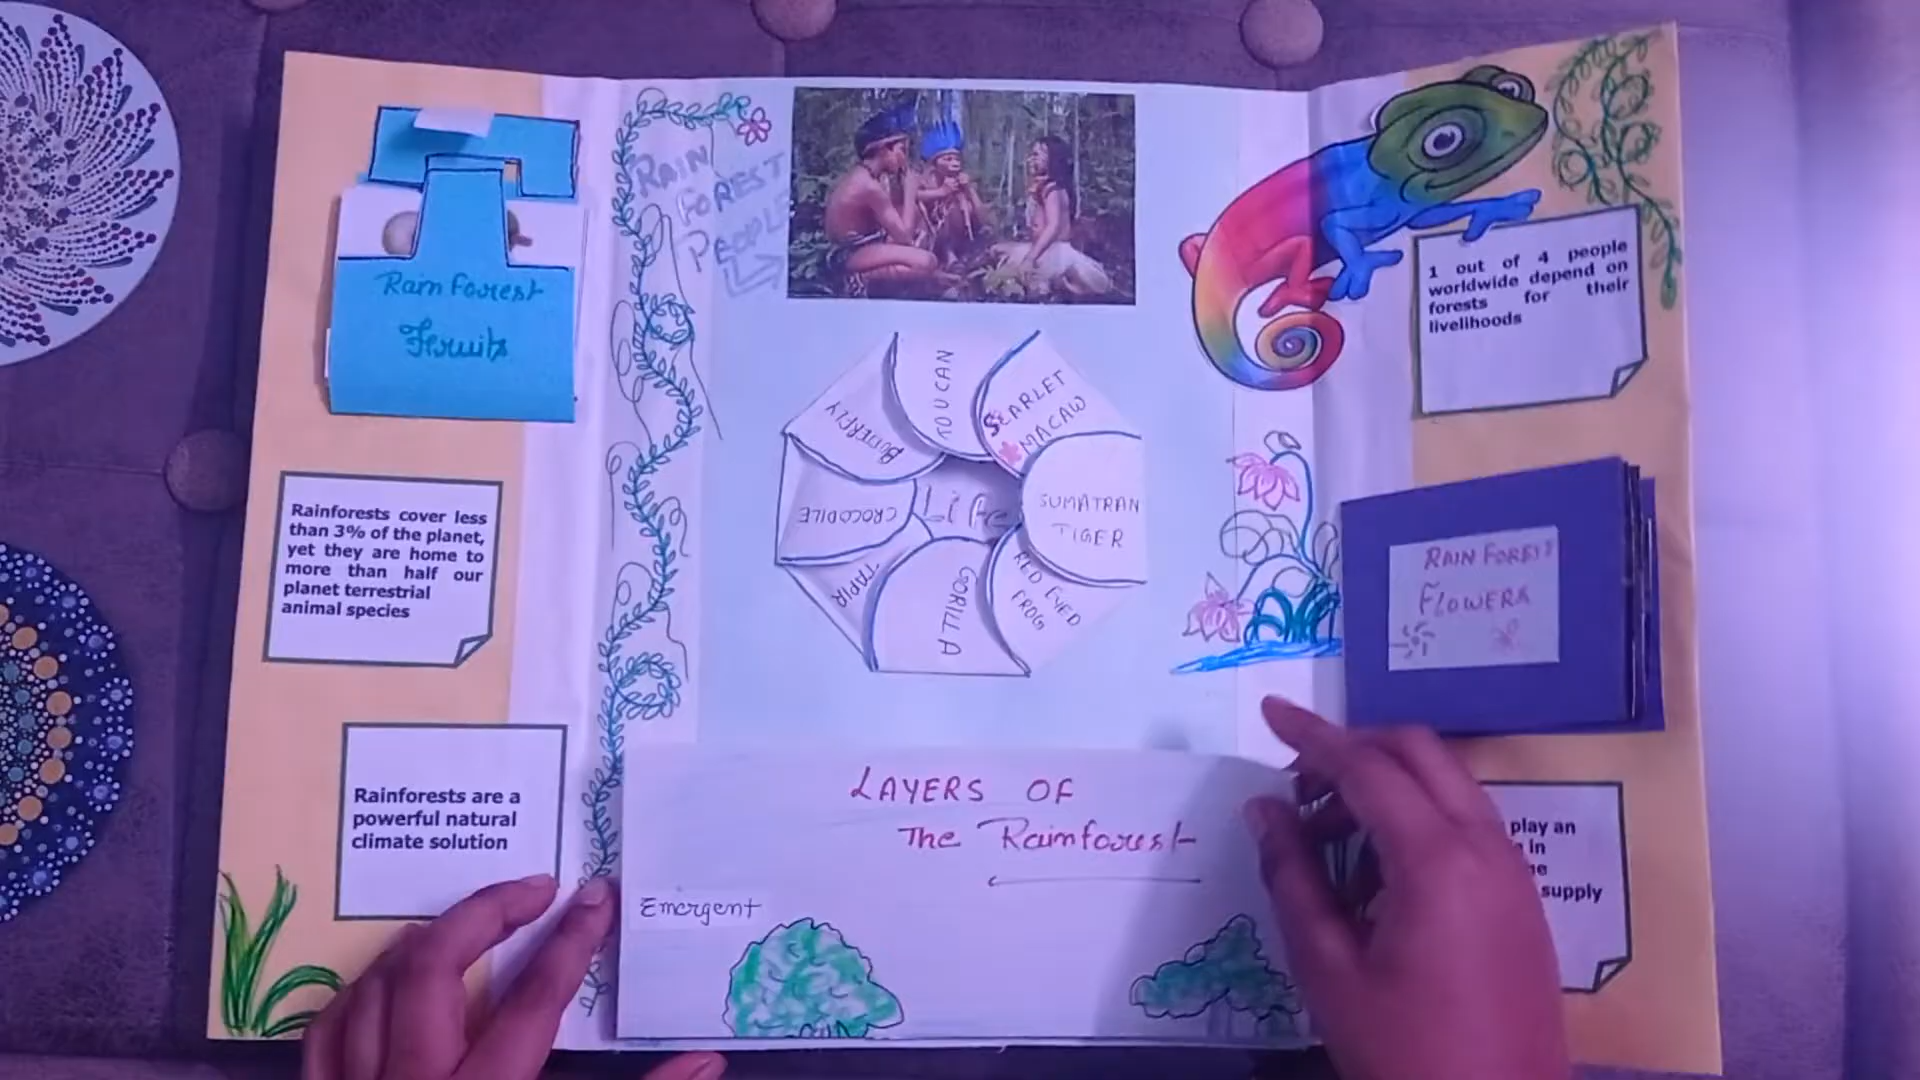 Rainforest
Fruits
Rainforests cover less
than 3% of the planet,
yet they are home to
more than half our
planet terrestrial
animal species
Rainforests are a
powerful natural
climate solution
RAIN
FOREST
PEOPLE
TOUCAN
SCARLET
MACAW
SUMATRAN
TIGER
RED EYED
FROG
GORILLA
TAPIR
CROCODILE
BUTTERFLY
Life
LAYERS OF
The Rainforest
Emergent
1 out of 4 people
worldwide depend on
forests for their
livelihoods
RAIN FOREST
FLOWERS
play an
in
supply